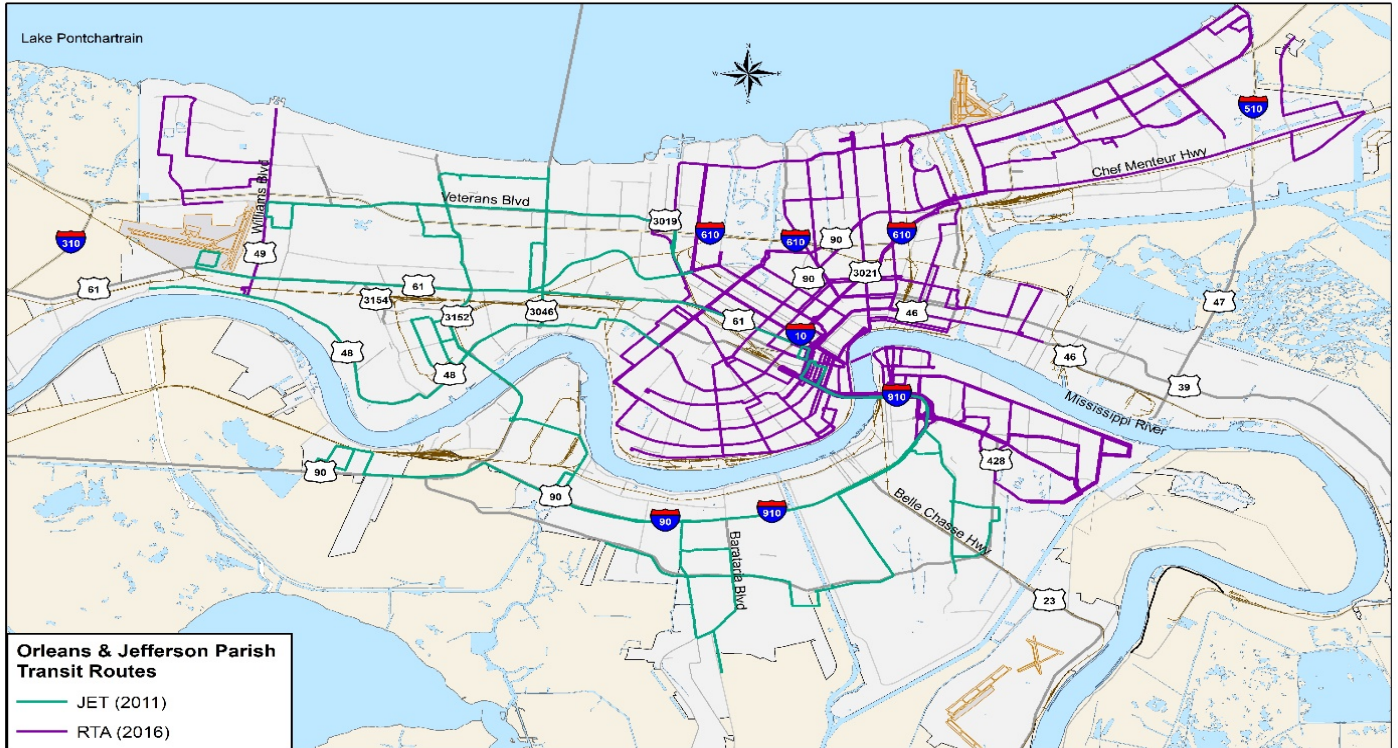 Lake Pontchartrain
N
W
E
S
510
Williams Blvd
Chef Menteur Hwy
Veterans Blvd
3019
610
610
90
610
310
49
61
3154
61
90
3021
47
3152
3046
61
46
10
48
48
46
39
910
Mississippi River
428
90
90
90
910
Belle Chasse Hwy
Barataria Blvd
23
Orleans & Jefferson Parish
Transit Routes
JET (2011)
RTA (2016)